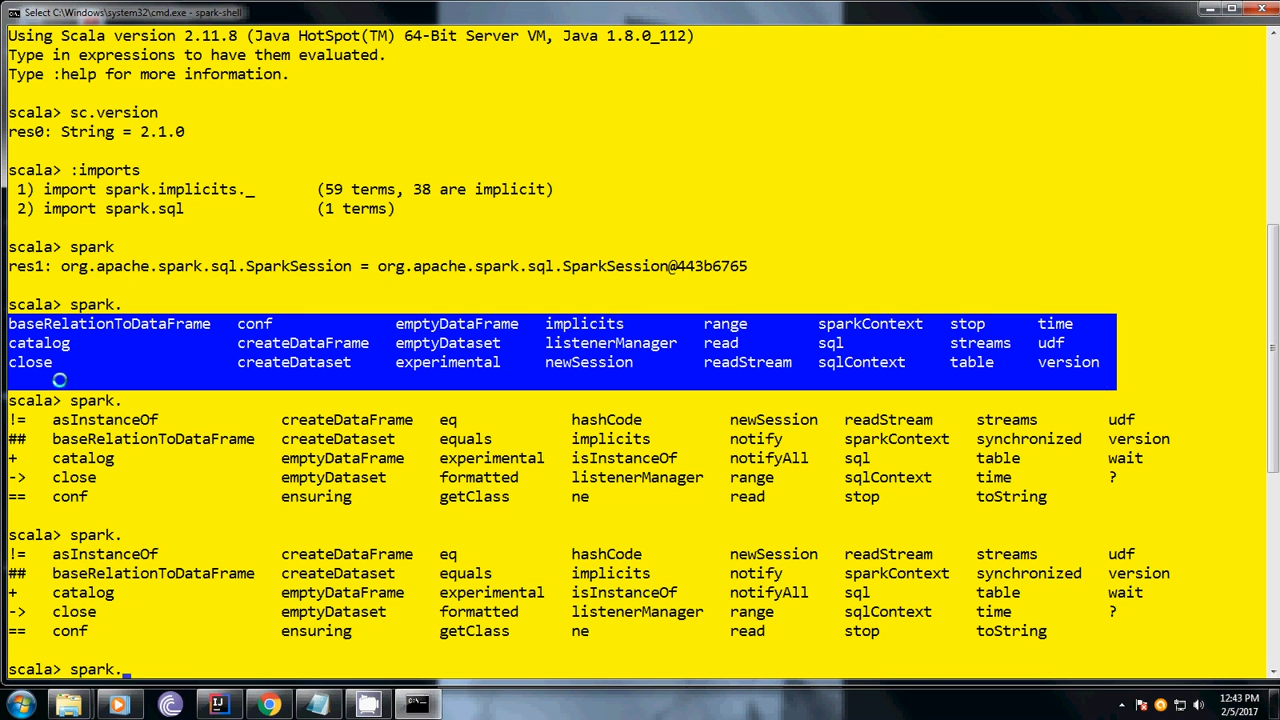 Select C:\Windows\system32\cmd.exe - spark-shell
Using Scala version 2.11.8 (Java HotSpot(TM) 64-Bit Server VM, Java 1.8.0_112)
Type in expressions to have them evaluated.
Type :help for more information.
scala> sc.version
res0: String = 2.1.0
scala> :imports
1) import spark.implicits._ (59 terms, 38 are implicit)
2) import spark.sql (1 terms)
scala> spark
res1: org.apache.spark.sql.SparkSession = org.apache.spark.sql.SparkSession@443b6765
scala> spark.
baseRelationToDataFrame conf emptyDataFrame implicits range sparkContext stop time
catalog createDataFrame emptyDataset listenerManager read sql streams udf
close createDataset experimental newSession readStream sqlContext table version
scala> spark.
!= asInstanceOf createDataFrame eq hashCode newSession readStream streams udf
## baseRelationToDataFrame createDataset equals implicits notify sparkContext synchronized version
+ catalog emptyDataFrame experimental isInstanceOf notifyAll sql table wait
-> close emptyDataset formatted listenerManager range sqlContext time ?
== conf ensuring getClass ne read stop toString
scala> spark.
!= asInstanceOf createDataFrame eq hashCode newSession readStream streams udf
## baseRelationToDataFrame createDataset equals implicits notify sparkContext synchronized version
+ catalog emptyDataFrame experimental isInstanceOf notifyAll sql table wait
-> close emptyDataset formatted listenerManager range sqlContext time ?
== conf ensuring getClass ne read stop toString
scala> spark.
12:43 PM
2/5/2017